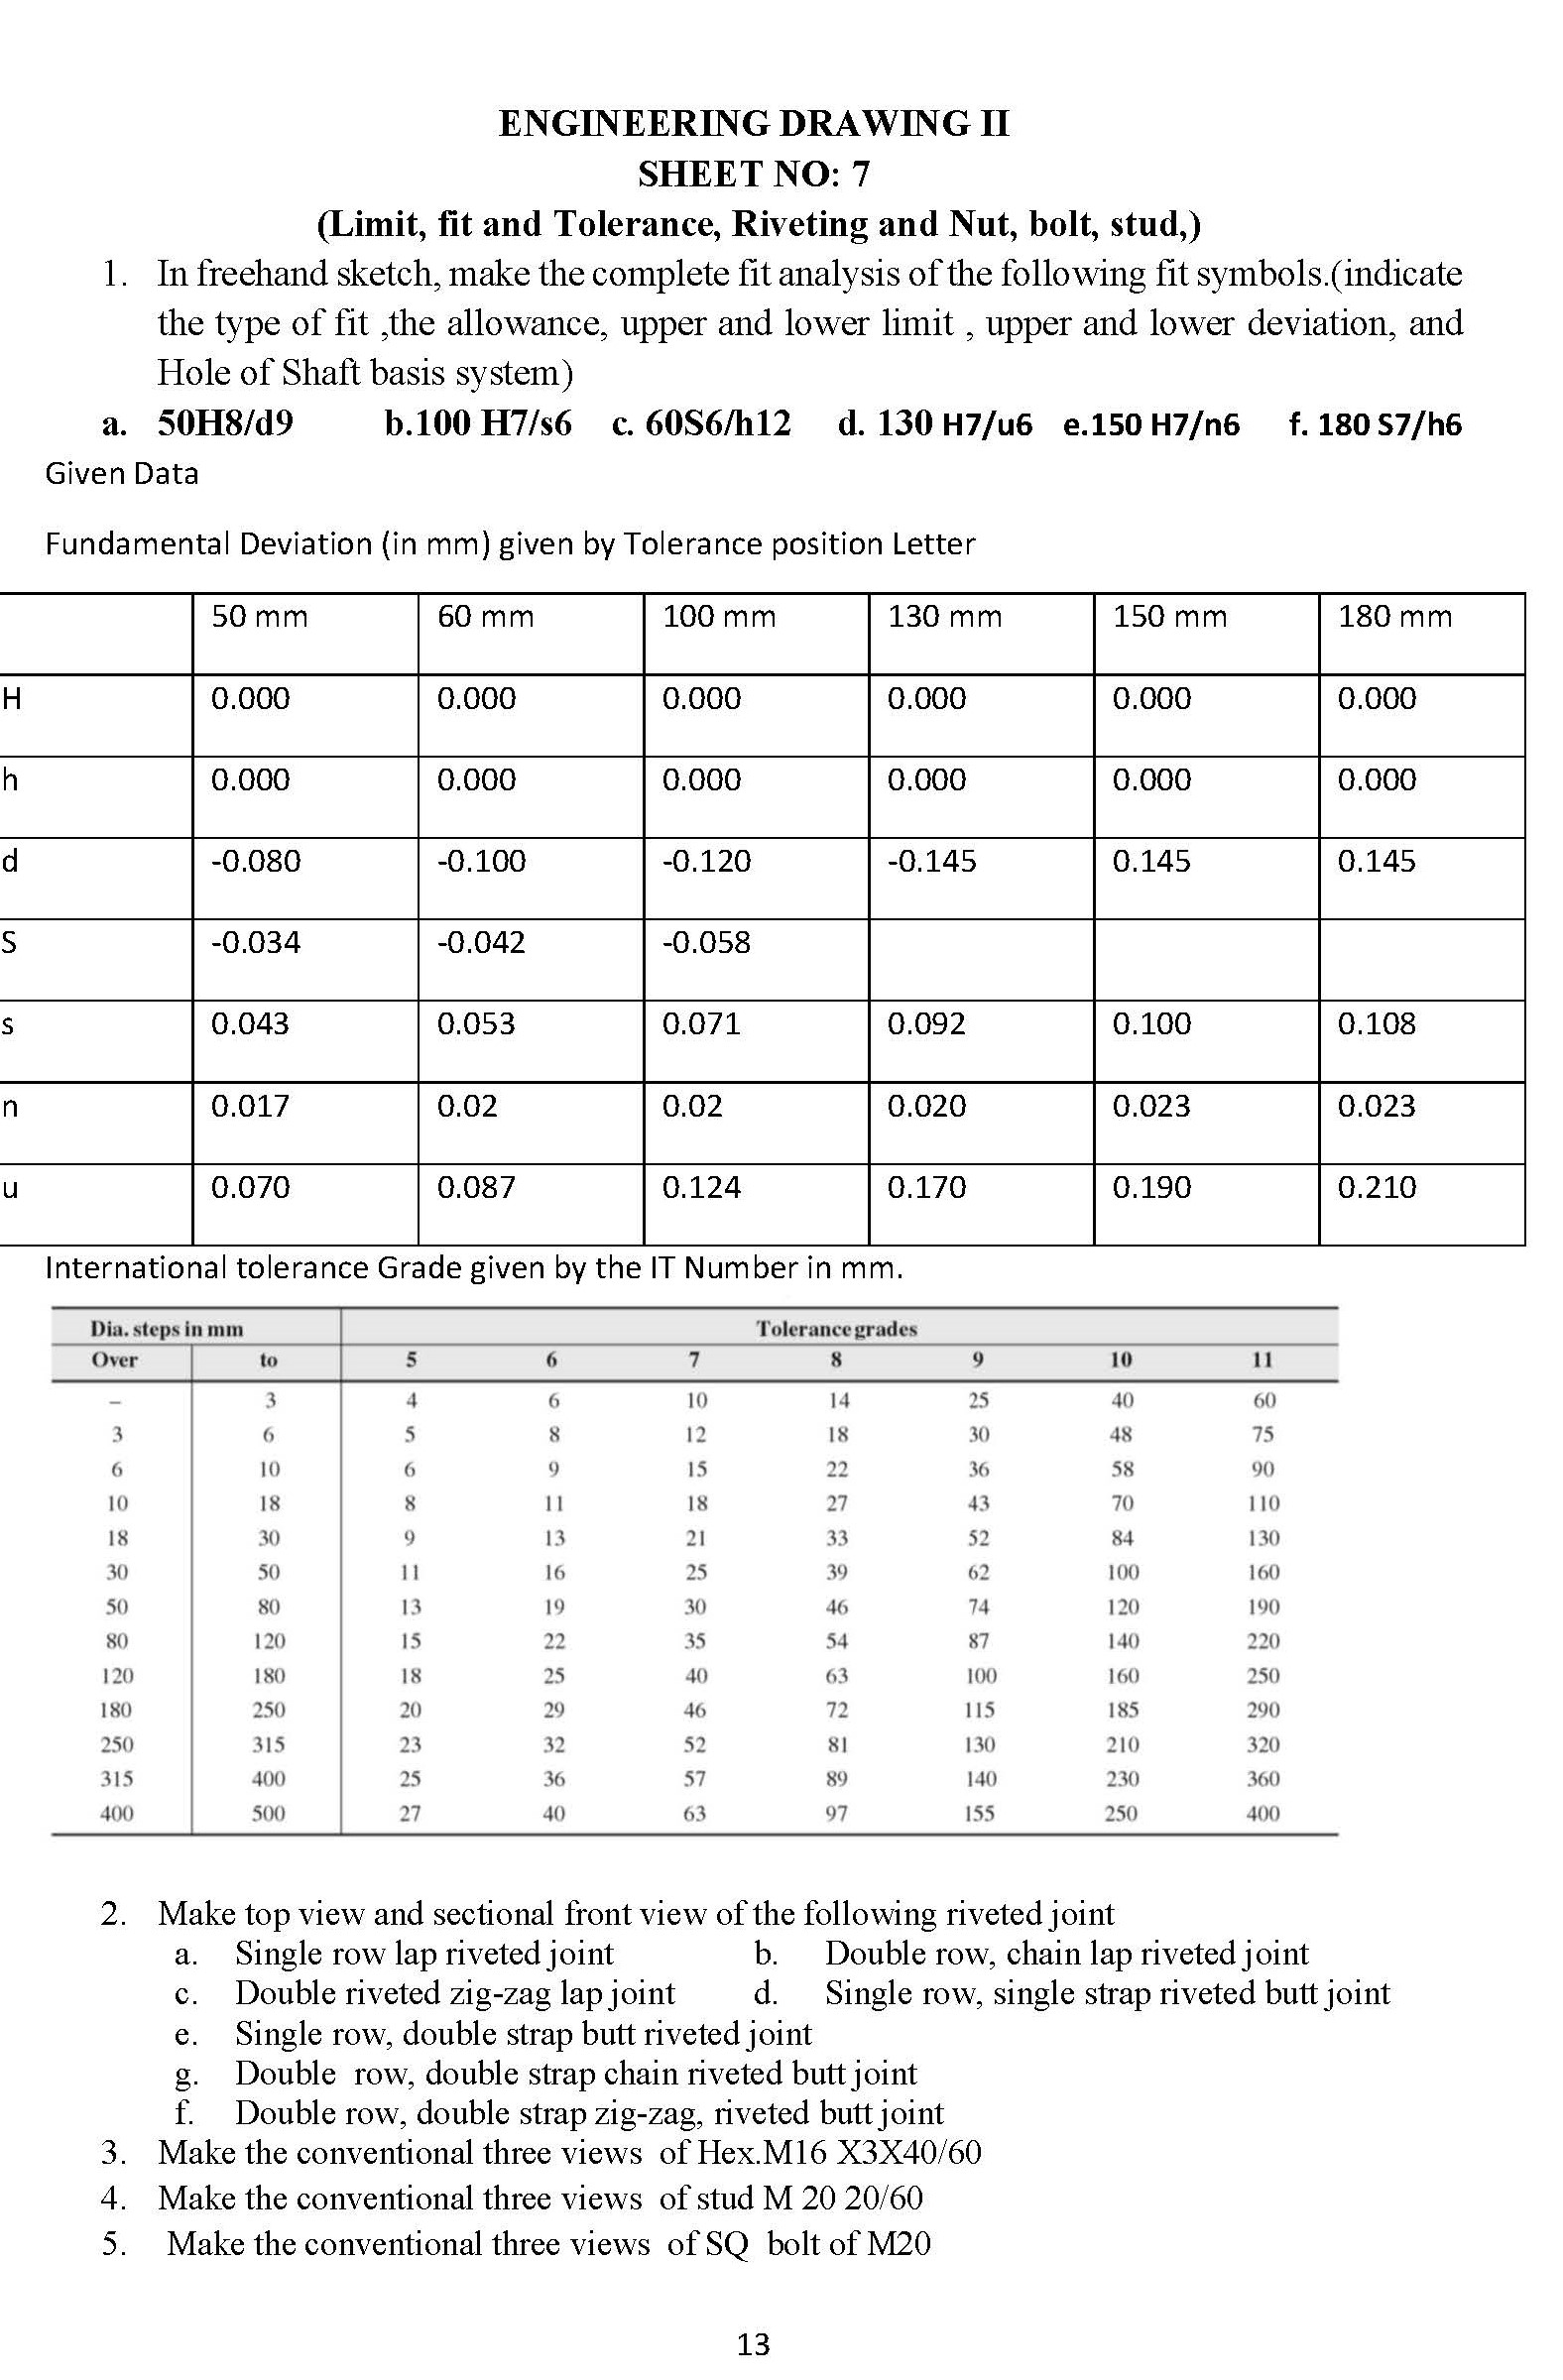 ENGINEERING DRAWING II
SHEET NO: 7
(Limit, fit and Tolerance, Riveting and Nut, bolt, stud,)
1. In freehand sketch, make the complete fit analysis of the following fit symbols.(indicate
the type of fit ,the allowance, upper and lower limit , upper and lower deviation, and
Hole of Shaft basis system)
a. 50H8/d9 b.100 H7/s6 c. 60S6/h12 d. 130 H7/u6 e.150 H7/n6 f. 180 S7/h6
Given Data
Fundamental Deviation (in mm) given by Tolerance position Letter
50 mm 60 mm 100 mm 130 mm 150 mm 180 mm
H 0.000 0.000 0.000 0.000 0.000 0.000
h 0.000 0.000 0.000 0.000 0.000 0.000
d -0.080 -0.100 -0.120 -0.145 0.145 0.145
S -0.034 -0.042 -0.058
s 0.043 0.053 0.071 0.092 0.100 0.108
n 0.017 0.02 0.02 0.020 0.023 0.023
u 0.070 0.087 0.124 0.170 0.190 0.210
International tolerance Grade given by the IT Number in mm.
Dia. steps in mm Tolerance grades
Over to 5 6 7 8 9 10 11
– 3 4 6 10 14 25 40 60
3 6 5 8 12 18 30 48 75
6 10 6 9 15 22 36 58 90
10 18 8 11 18 27 43 70 110
18 30 9 13 21 33 52 84 130
30 50 11 16 25 39 62 100 160
50 80 13 19 30 46 74 120 190
80 120 15 22 35 54 87 140 220
120 180 18 25 40 63 100 160 250
180 250 20 29 46 72 115 185 290
250 315 23 32 52 81 130 210 320
315 400 25 36 57 89 140 230 360
400 500 27 40 63 97 155 250 400
2. Make top view and sectional front view of the following riveted joint
a. Single row lap riveted joint b. Double row, chain lap riveted joint
c. Double riveted zig-zag lap joint d. Single row, single strap riveted butt joint
e. Single row, double strap butt riveted joint
g. Double row, double strap chain riveted butt joint
f. Double row, double strap zig-zag, riveted butt joint
3. Make the conventional three views of Hex.M16 X3X40/60
4. Make the conventional three views of stud M 20 20/60
5. Make the conventional three views of SQ bolt of M20
13